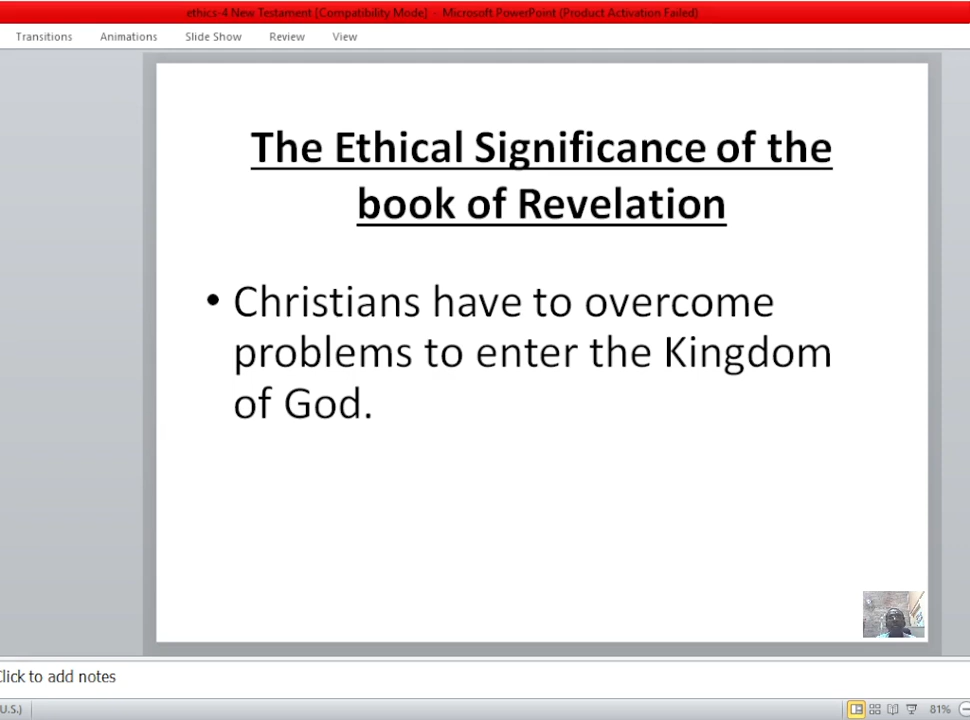 ethics-4 New Testament [Compatibility Mode] - Microsoft PowerPoint (Product Activation Failed)
Transitions Animations Slide Show Review View
The Ethical Significance of the
book of Revelation
• Christians have to overcome
problems to enter the Kingdom
of God.
lick to add notes
U.S.) 81%